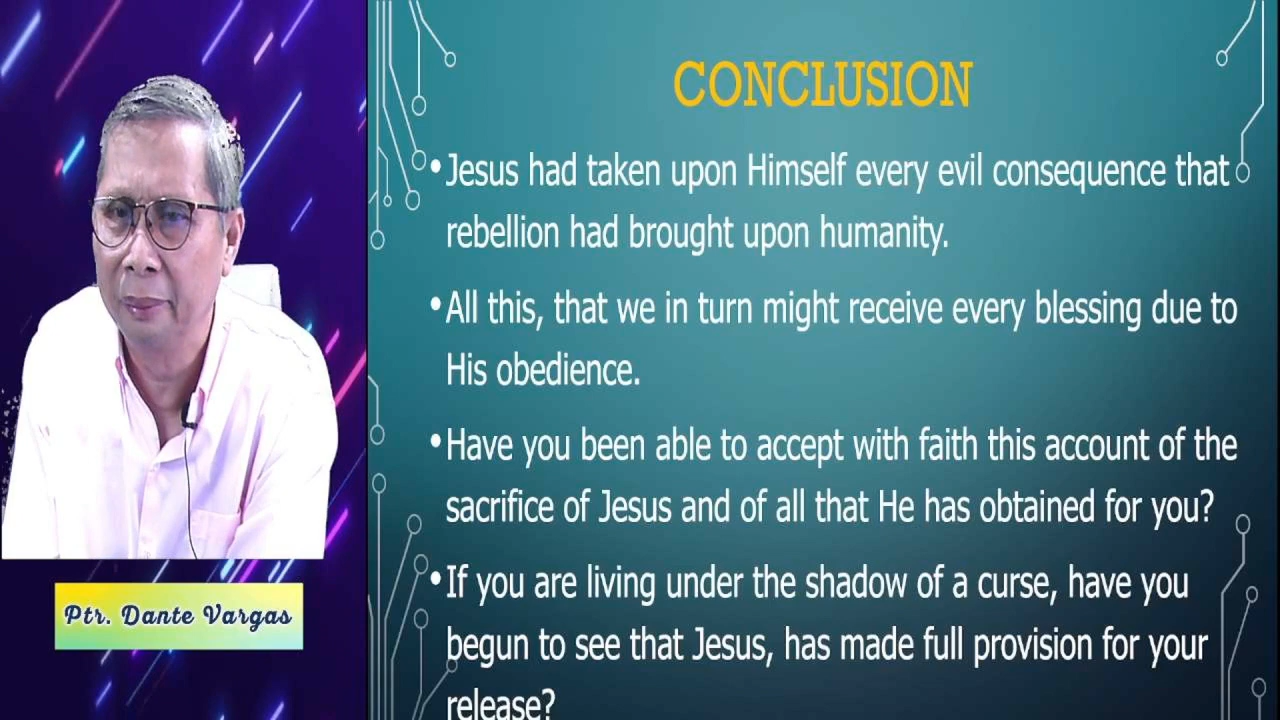 CONCLUSION
• Jesus had taken upon Himself every evil consequence that
rebellion had brought upon humanity.
• All this, that we in turn might receive every blessing due to
His obedience.
• Have you been able to accept with faith this account of the
sacrifice of Jesus and of all that He has obtained for you?
• If you are living under the shadow of a curse, have you
begun to see that Jesus, has made full provision for your
release?
Ptr. Dante Vargas